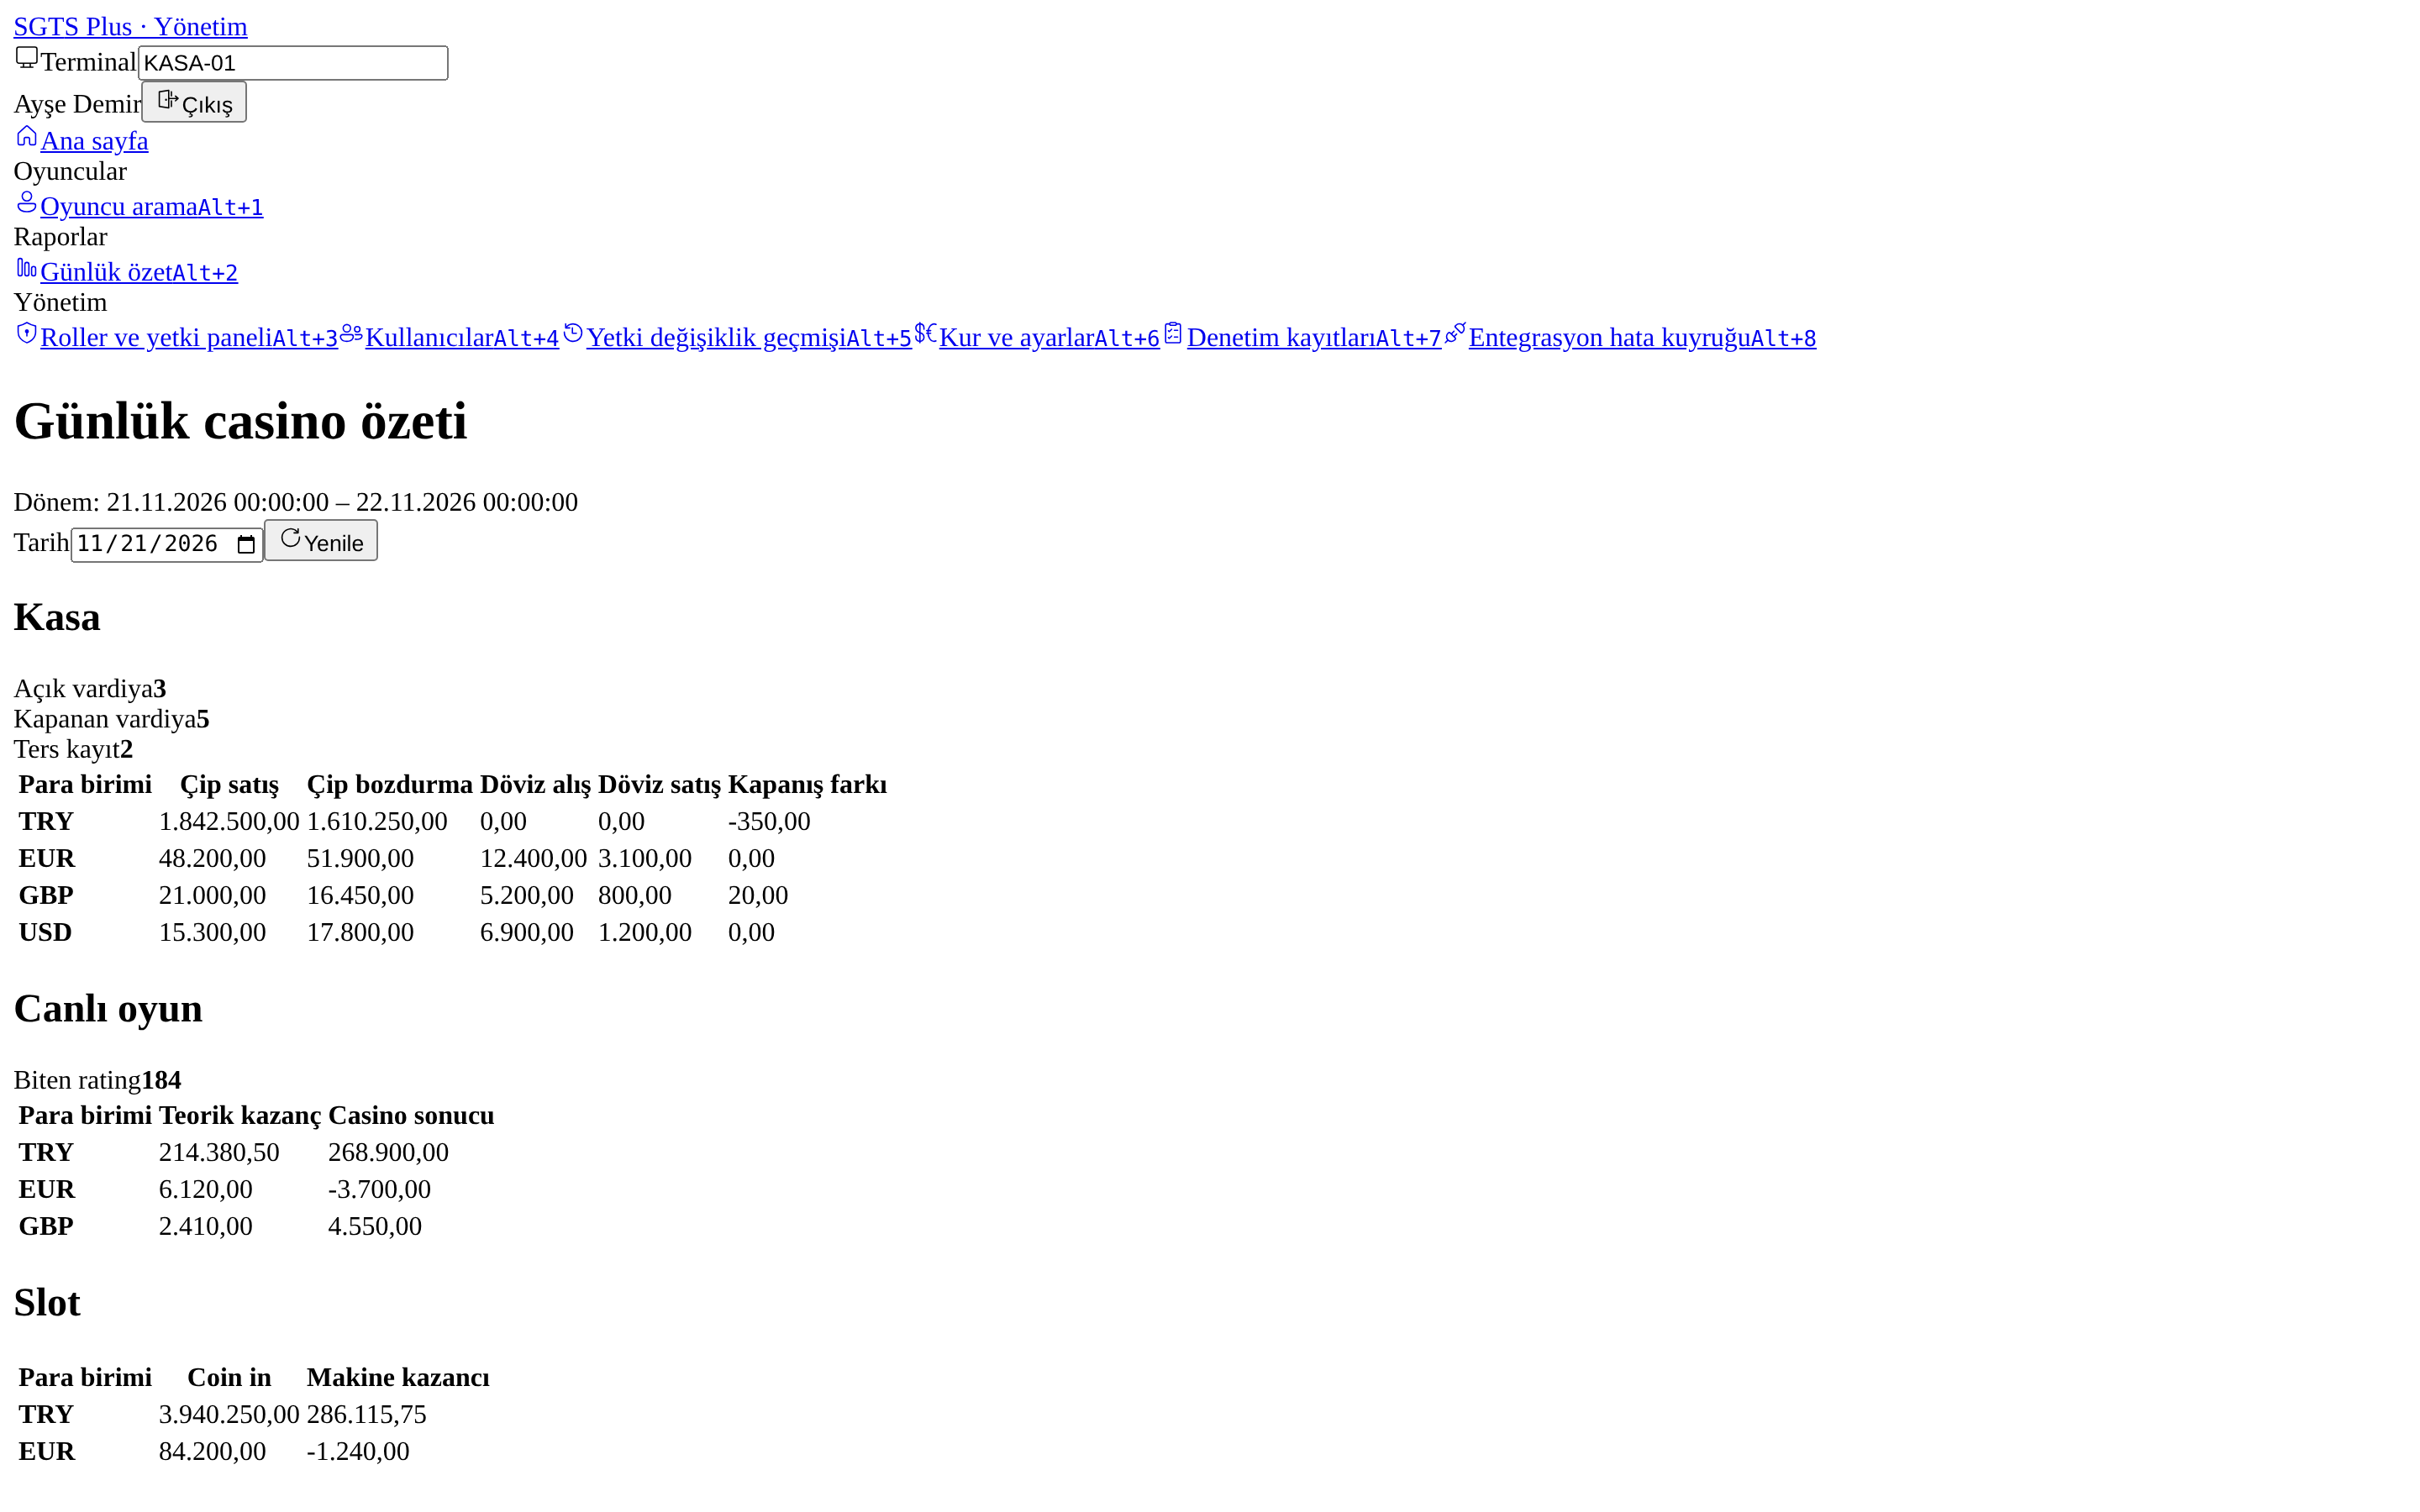 SGTS Plus · Yönetim
Terminal KASA-01
Ayşe Demir Çıkış
Ana sayfa
Oyuncular
Oyuncu arama Alt+1
Raporlar
Günlük özet Alt+2
Yönetim
Roller ve yetki paneli Alt+3 Kullanıcılar Alt+4 Yetki değişiklik geçmişi Alt+5 Kur ve ayarlar Alt+6 Denetim kayıtları Alt+7 Entegrasyon hata kuyruğu Alt+8
Günlük casino özeti
Dönem: 21.11.2026 00:00:00 – 22.11.2026 00:00:00
Tarih 11/21/2026 Yenile
Kasa
Açık vardiya 3
Kapanan vardiya 5
Ters kayıt 2
Para birimi Çip satış Çip bozdurma Döviz alış Döviz satış Kapanış farkı
TRY 1.842.500,00 1.610.250,00 0,00 0,00 -350,00
EUR 48.200,00 51.900,00 12.400,00 3.100,00 0,00
GBP 21.000,00 16.450,00 5.200,00 800,00 20,00
USD 15.300,00 17.800,00 6.900,00 1.200,00 0,00
Canlı oyun
Biten rating 184
Para birimi Teorik kazanç Casino sonucu
TRY 214.380,50 268.900,00
EUR 6.120,00 -3.700,00
GBP 2.410,00 4.550,00
Slot
Para birimi Coin in Makine kazancı
TRY 3.940.250,00 286.115,75
EUR 84.200,00 -1.240,00